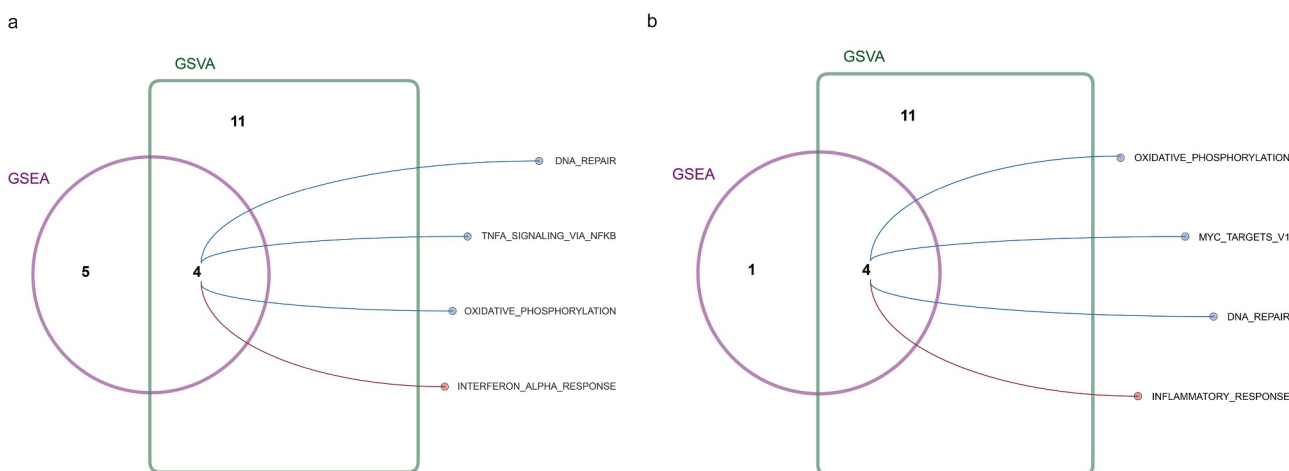 a
GSVA
11
GSEA
DNA_REPAIR
TNFA_SIGNALING_VIA_NFKB
5
4
OXIDATIVE_PHOSPHORYLATION
INTERFERON_ALPHA_RESPONSE
b
GSVA
11
GSEA
OXIDATIVE_PHOSPHORYLATION
MYC_TARGETS_V1
1
4
DNA_REPAIR
INFLAMMATORY_RESPONSE